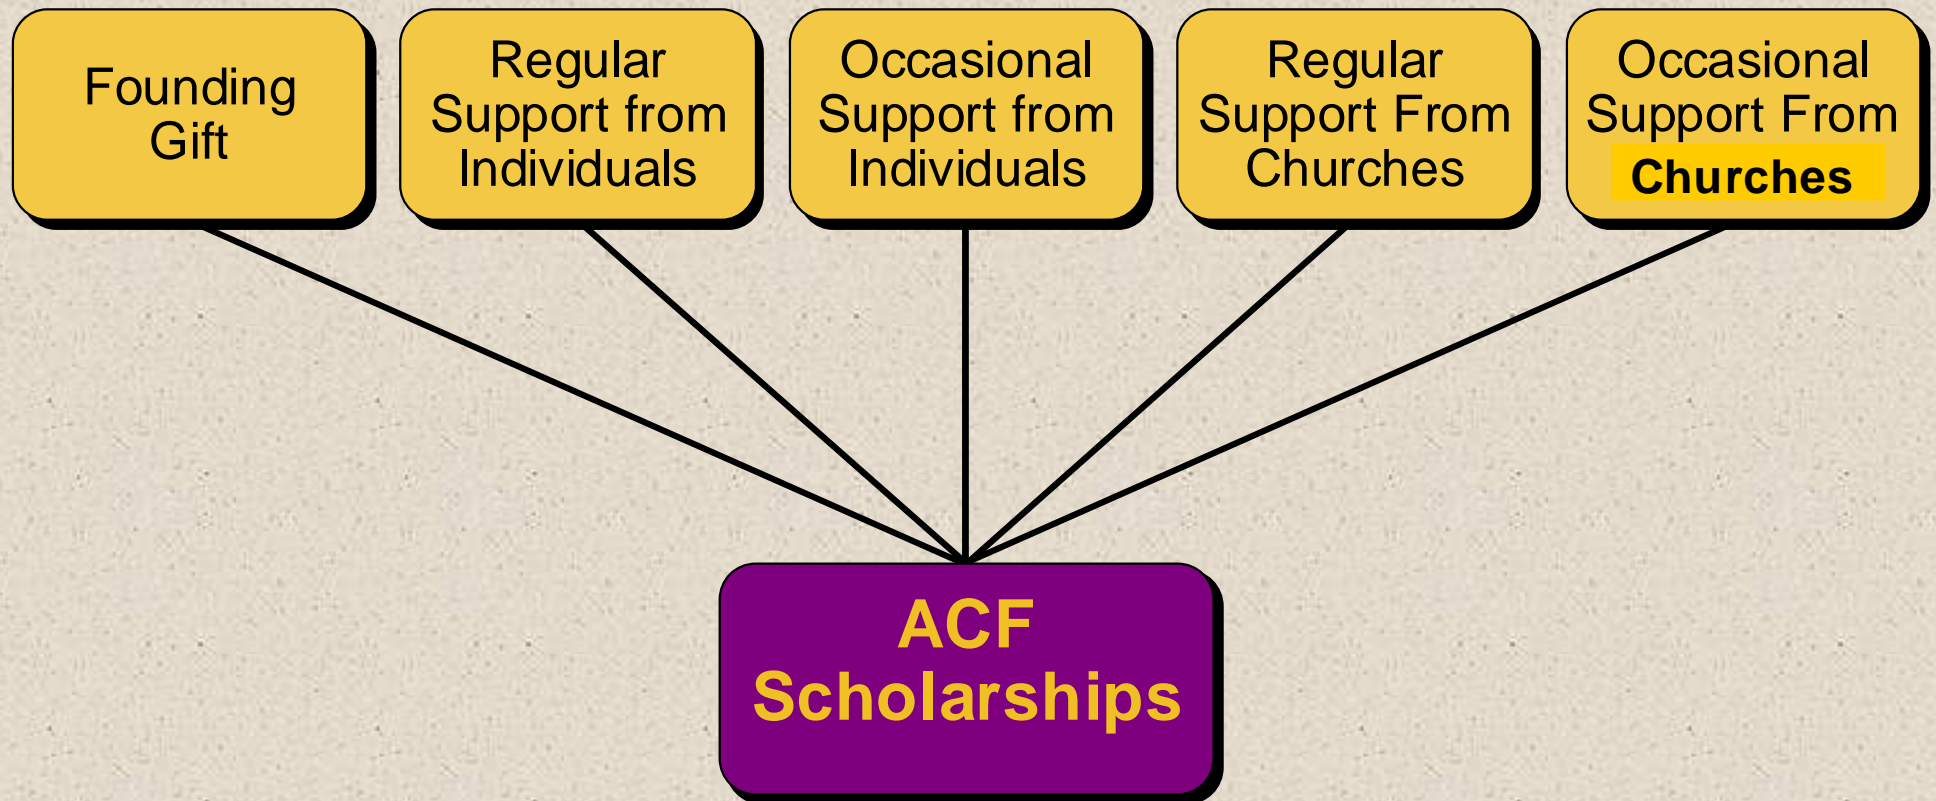 Founding
Gift
Regular
Support from
Individuals
Occasional
Support from
Individuals
Regular
Support From
Churches
Occasional
Support From
Churches
ACF
Scholarships